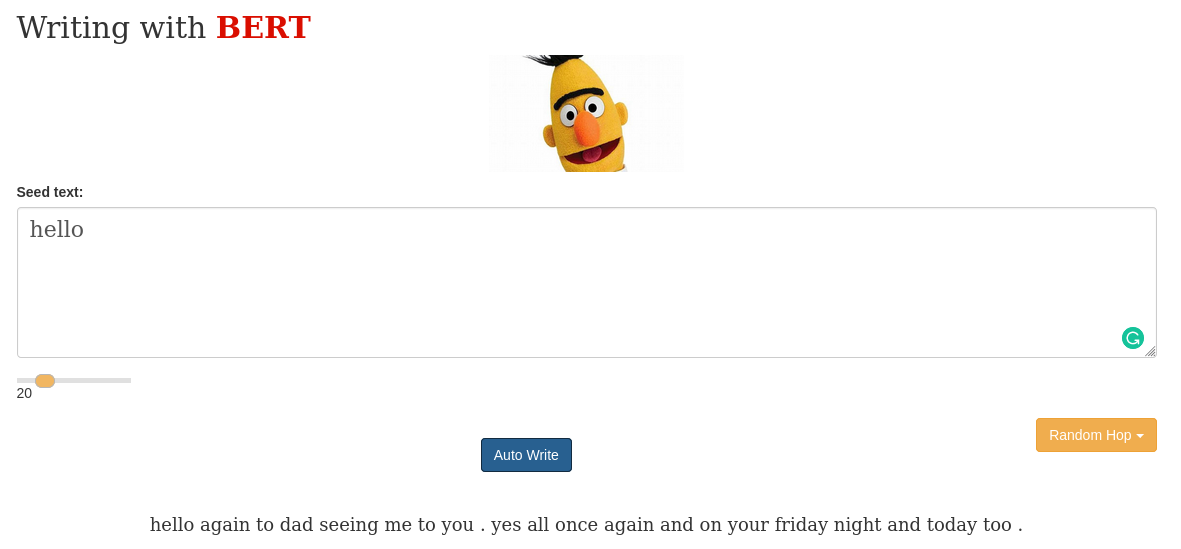 Writing with BERT
Seed text:
hello
20
Random Hop
Auto Write
hello again to dad seeing me to you . yes all once again and on your friday night and today too .